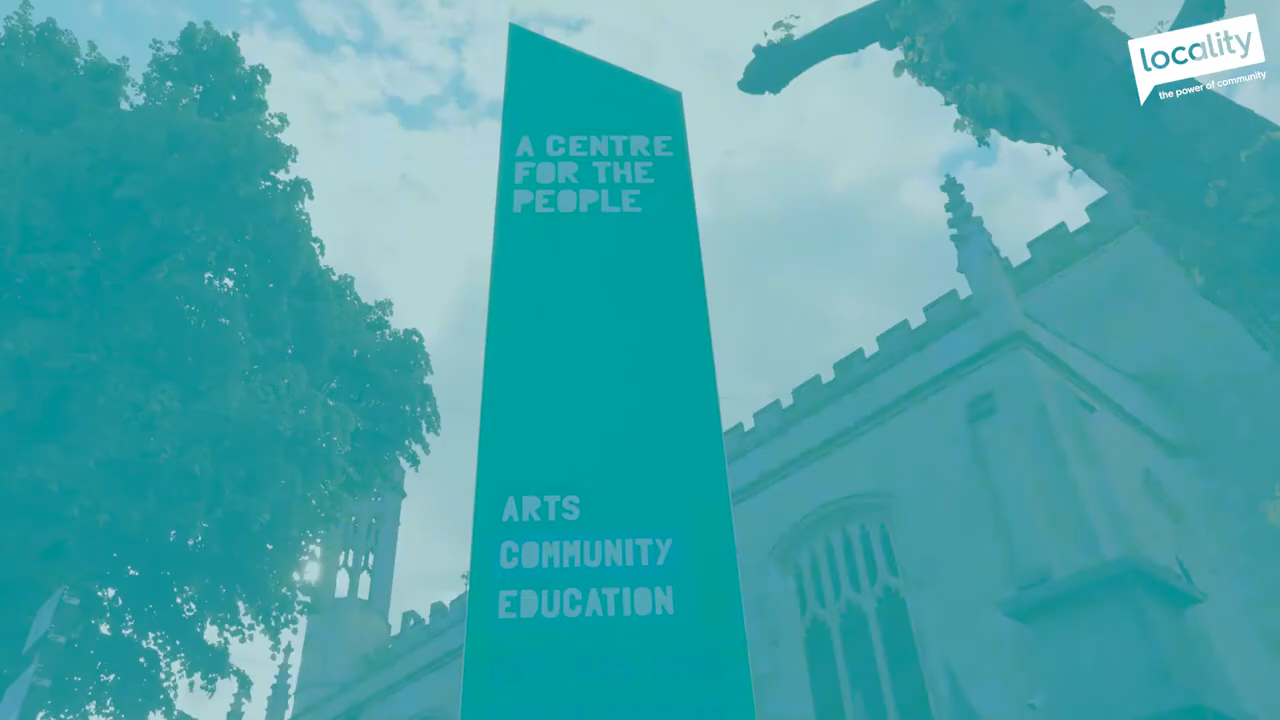 locality
the power of community
A CENTRE
FOR THE
PEOPLE
ARTS
COMMUNITY
EDUCATION